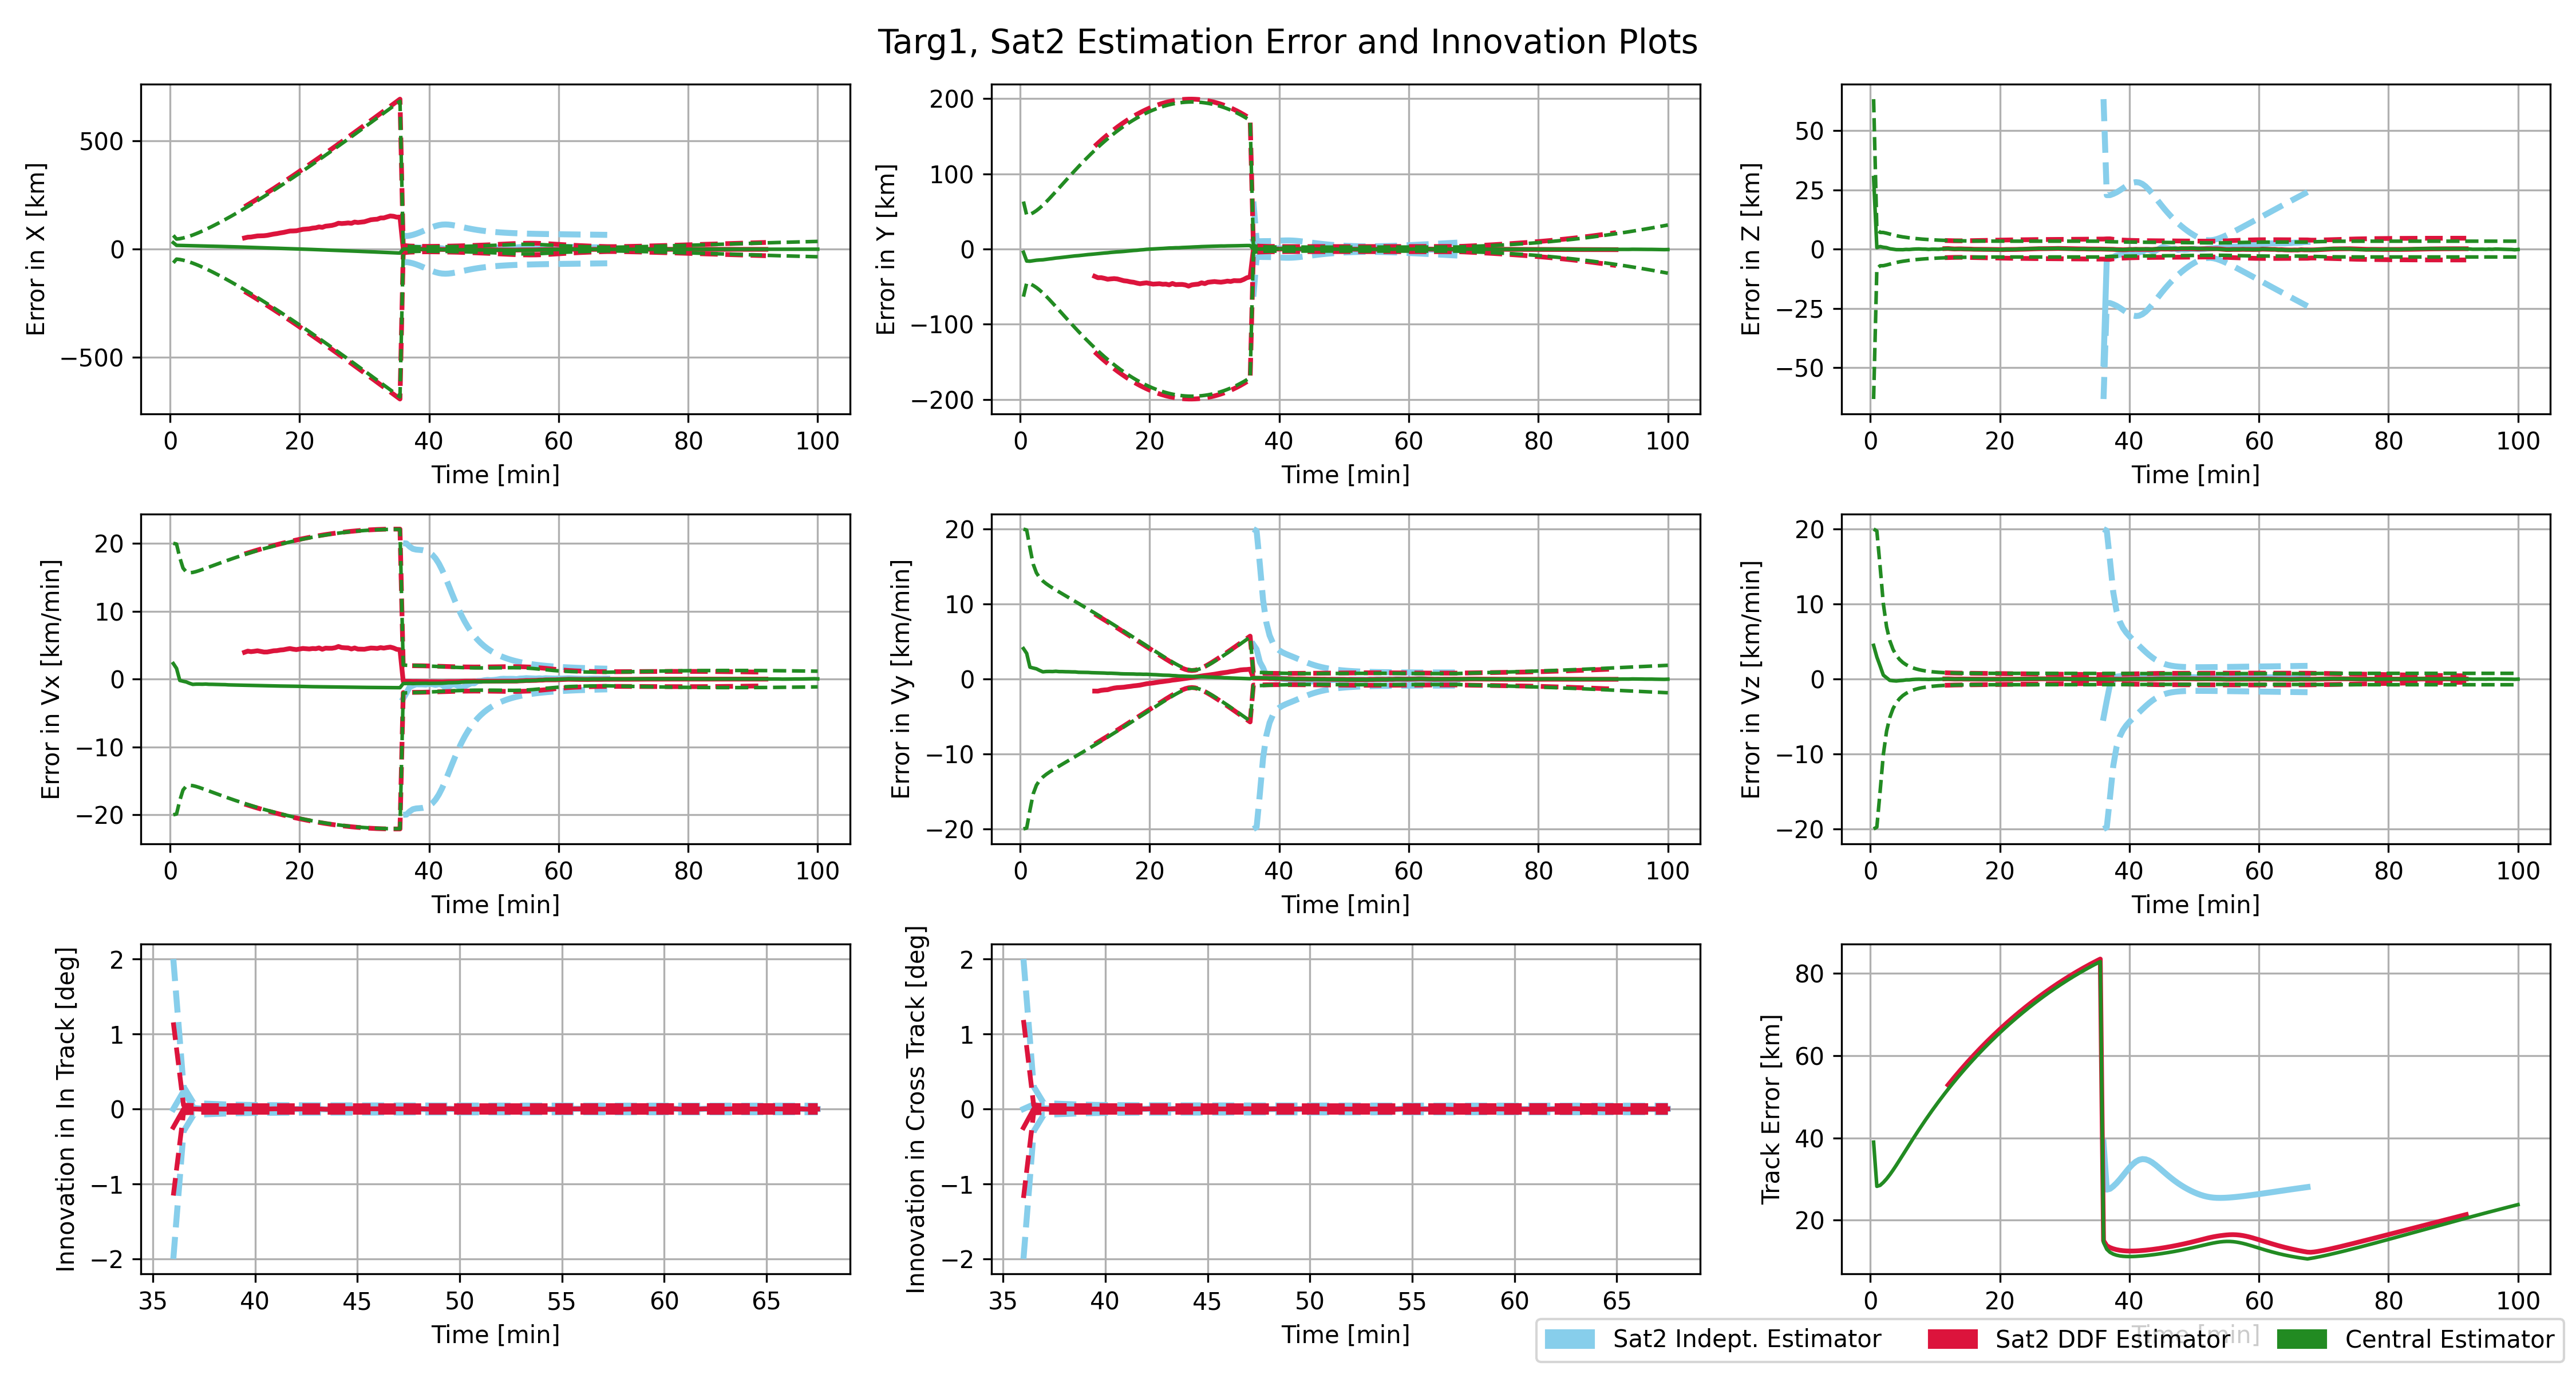 Targ1, Sat2 Estimation Error and Innovation Plots
Error in X [km]
500
0
−500
0 20 40 60 80 100
Time [min]
Error in Y [km]
200
100
0
−100
−200
0 20 40 60 80 100
Time [min]
Error in Z [km]
50
25
0
−25
−50
0 20 40 60 80 100
Time [min]
Error in Vx [km/min]
20
10
0
−10
−20
0 20 40 60 80 100
Time [min]
Error in Vy [km/min]
20
10
0
−10
−20
0 20 40 60 80 100
Time [min]
Error in Vz [km/min]
20
10
0
−10
−20
0 20 40 60 80 100
Time [min]
Innovation in In Track [deg]
2
1
0
−1
−2
35 40 45 50 55 60 65
Time [min]
Innovation in Cross Track [deg]
2
1
0
−1
−2
35 40 45 50 55 60 65
Time [min]
Track Error [km]
80
60
40
20
0 20 40 60 80 100
Time [min]
Sat2 Indept. Estimator Sat2 DDF Estimator Central Estimator